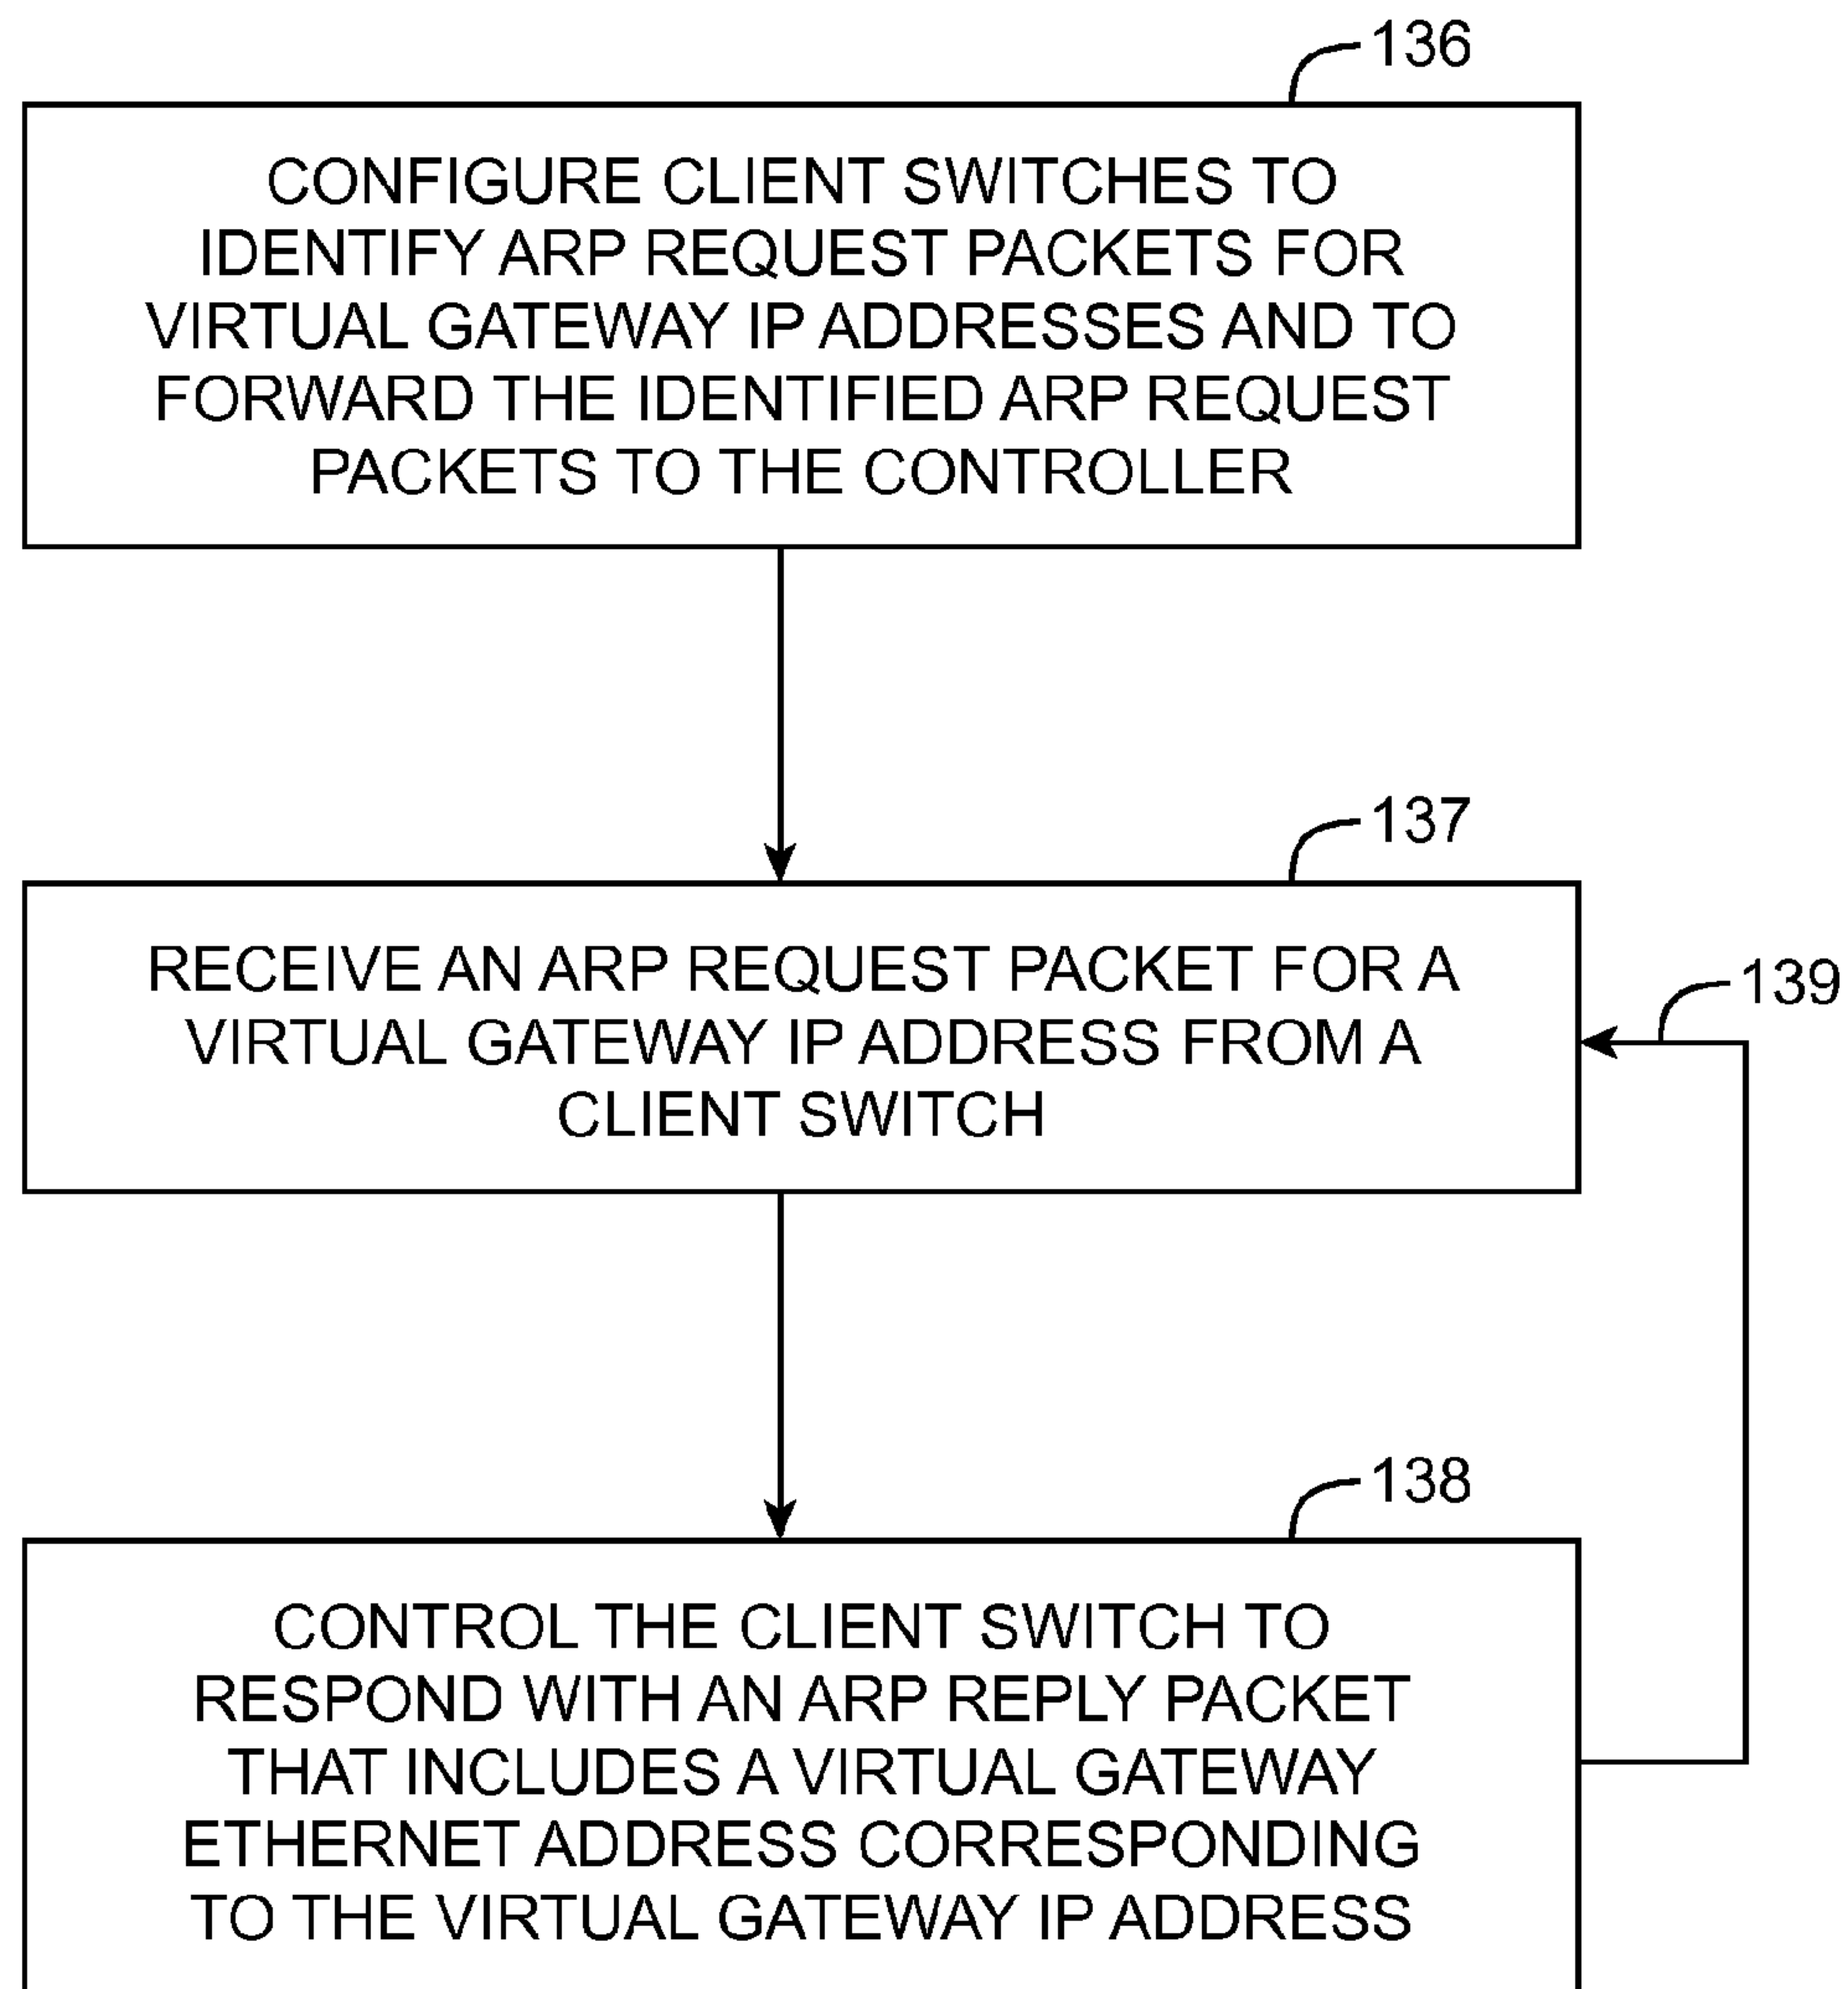 136
CONFIGURE CLIENT SWITCHES TO
IDENTIFY ARP REQUEST PACKETS FOR
VIRTUAL GATEWAY IP ADDRESSES AND TO
FORWARD THE IDENTIFIED ARP REQUEST
PACKETS TO THE CONTROLLER
137
RECEIVE AN ARP REQUEST PACKET FOR A
VIRTUAL GATEWAY IP ADDRESS FROM A
CLIENT SWITCH
139
138
CONTROL THE CLIENT SWITCH TO
RESPOND WITH AN ARP REPLY PACKET
THAT INCLUDES A VIRTUAL GATEWAY
ETHERNET ADDRESS CORRESPONDING
TO THE VIRTUAL GATEWAY IP ADDRESS